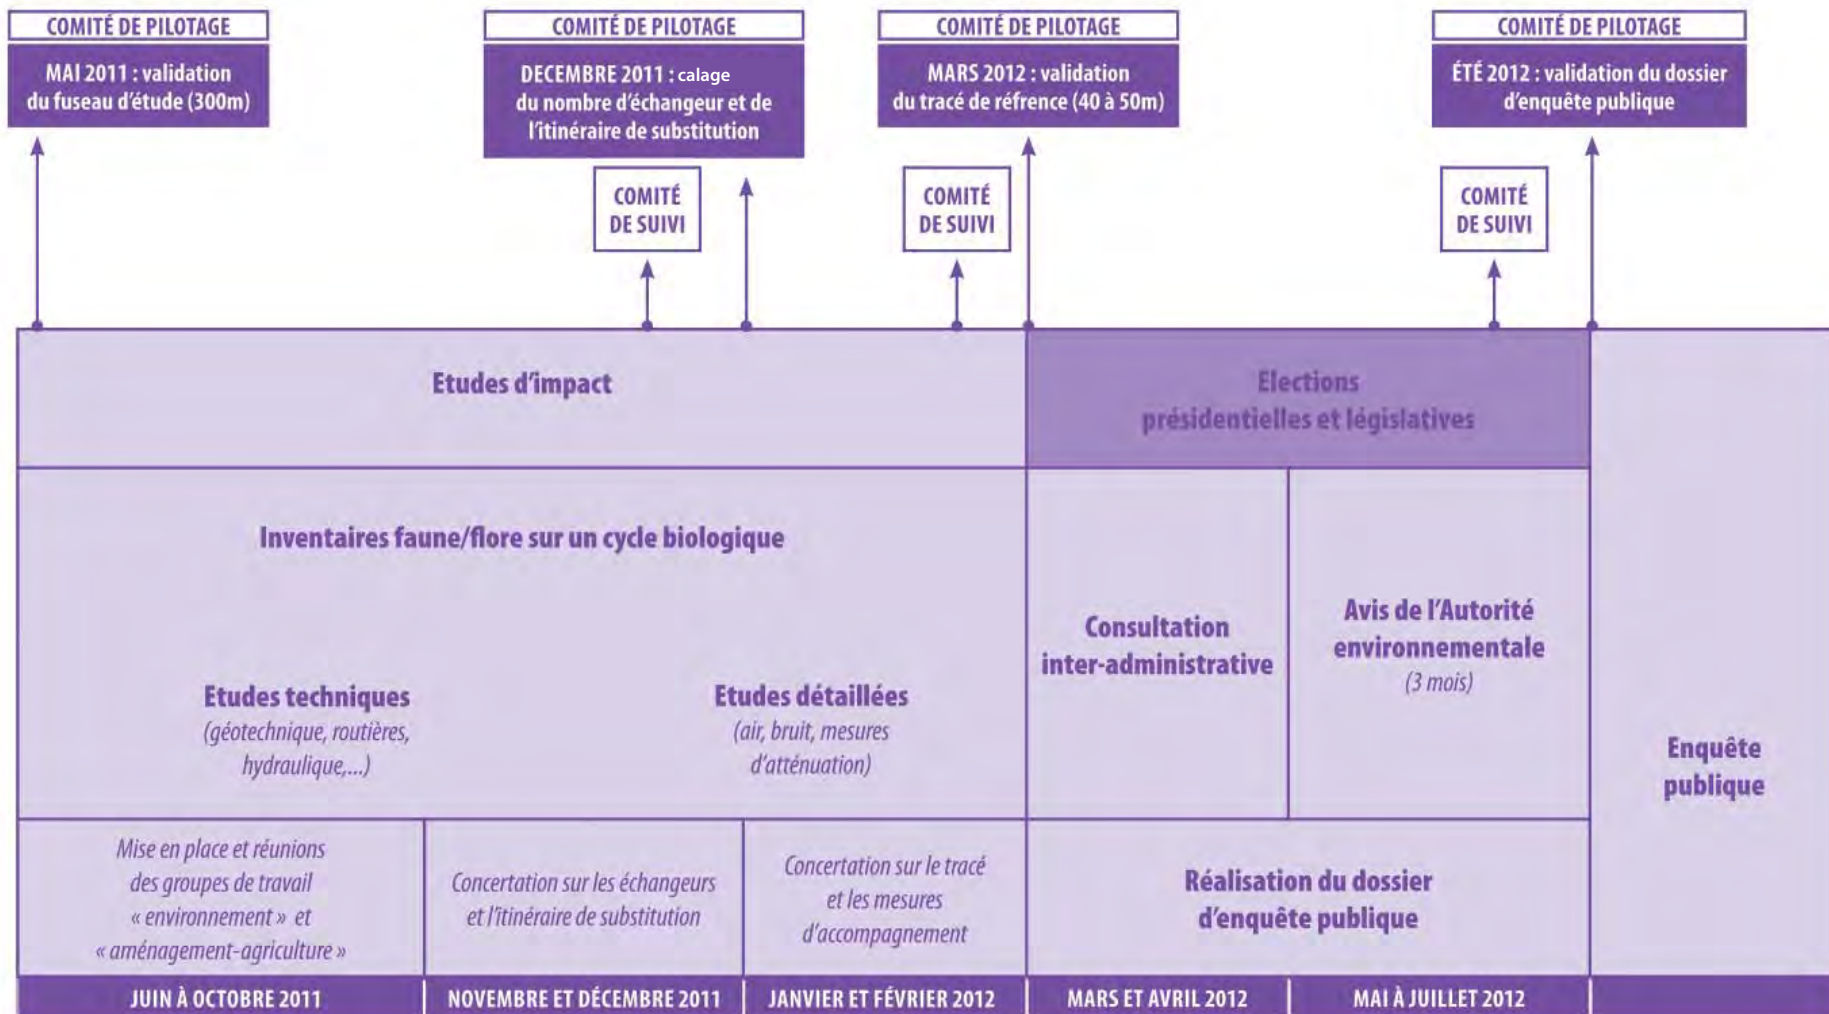 COMITÉ DE PILOTAGE
MAI 2011 : validation
du fuseau d'étude (300m)
COMITÉ DE PILOTAGE
DECEMBRE 2011 : calage
du nombre d'échangeur et de
l'itinéraire de substitution
COMITÉ DE PILOTAGE
MARS 2012 : validation
du tracé de réfrence (40 à 50m)
COMITÉ DE PILOTAGE
ÉTÉ 2012 : validation du dossier
d'enquête publique
COMITÉ
DE SUIVI
COMITÉ
DE SUIVI
COMITÉ
DE SUIVI
Etudes d'impact
Elections
présidentielles et législatives
Inventaires faune/flore sur un cycle biologique
Etudes techniques
(géotechnique, routières,
hydraulique,...)
Etudes détaillées
(air, bruit, mesures
d'atténuation)
Consultation
inter-administrative
Avis de l'Autorité
environnementale
(3 mois)
Enquête
publique
Mise en place et réunions
des groupes de travail
« environnement » et
« aménagement-agriculture »
Concertation sur les échangeurs
et l'itinéraire de substitution
Concertation sur le tracé
et les mesures
d'accompagnement
Réalisation du dossier
d'enquête publique
JUIN À OCTOBRE 2011
NOVEMBRE ET DÉCEMBRE 2011
JANVIER ET FÉVRIER 2012
MARS ET AVRIL 2012
MAI À JUILLET 2012